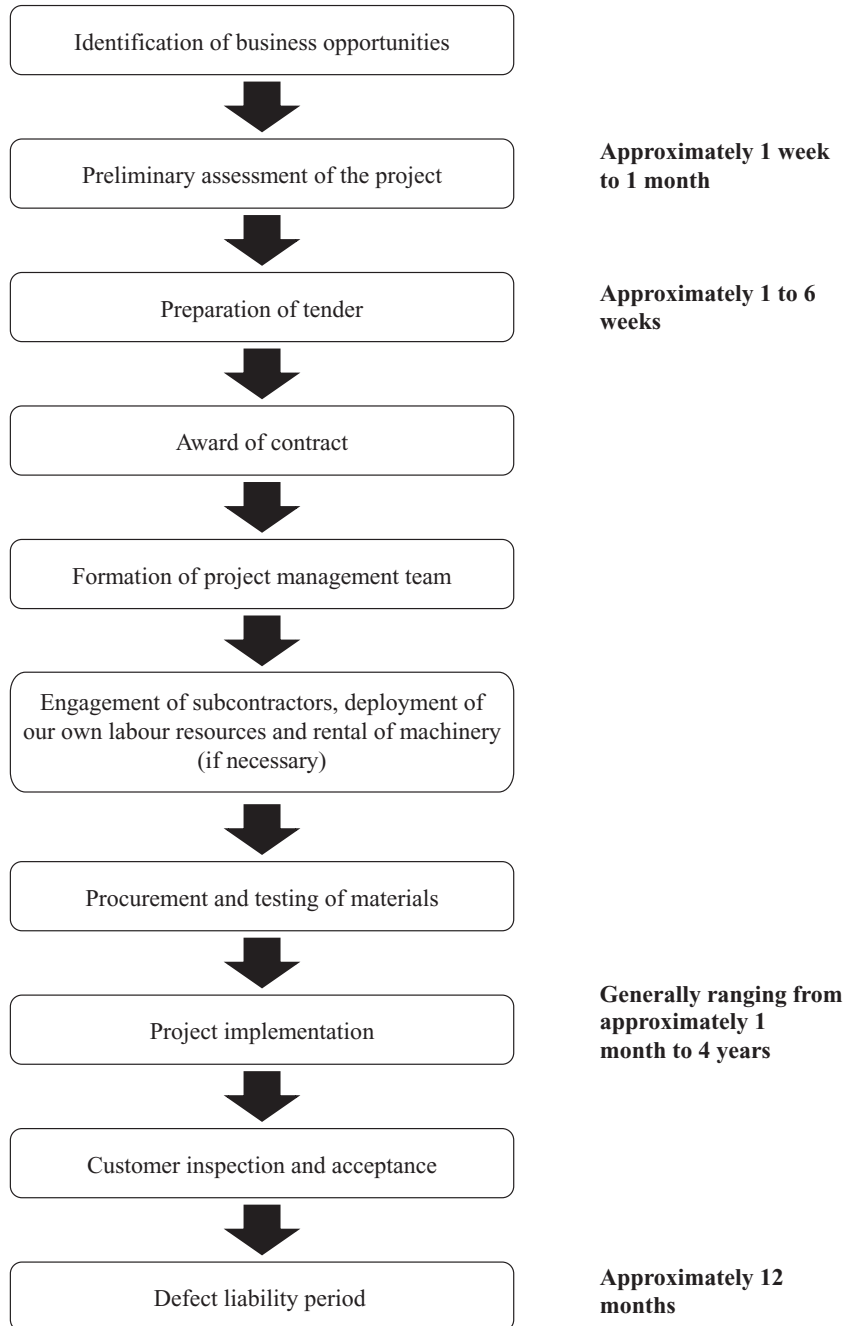 Identification of business opportunities
Preliminary assessment of the project
Approximately 1 week
to 1 month
Preparation of tender
Approximately 1 to 6
weeks
Award of contract
Formation of project management team
Engagement of subcontractors, deployment of
our own labour resources and rental of machinery
(if necessary)
Procurement and testing of materials
Project implementation
Generally ranging from
approximately 1
month to 4 years
Customer inspection and acceptance
Defect liability period
Approximately 12
months